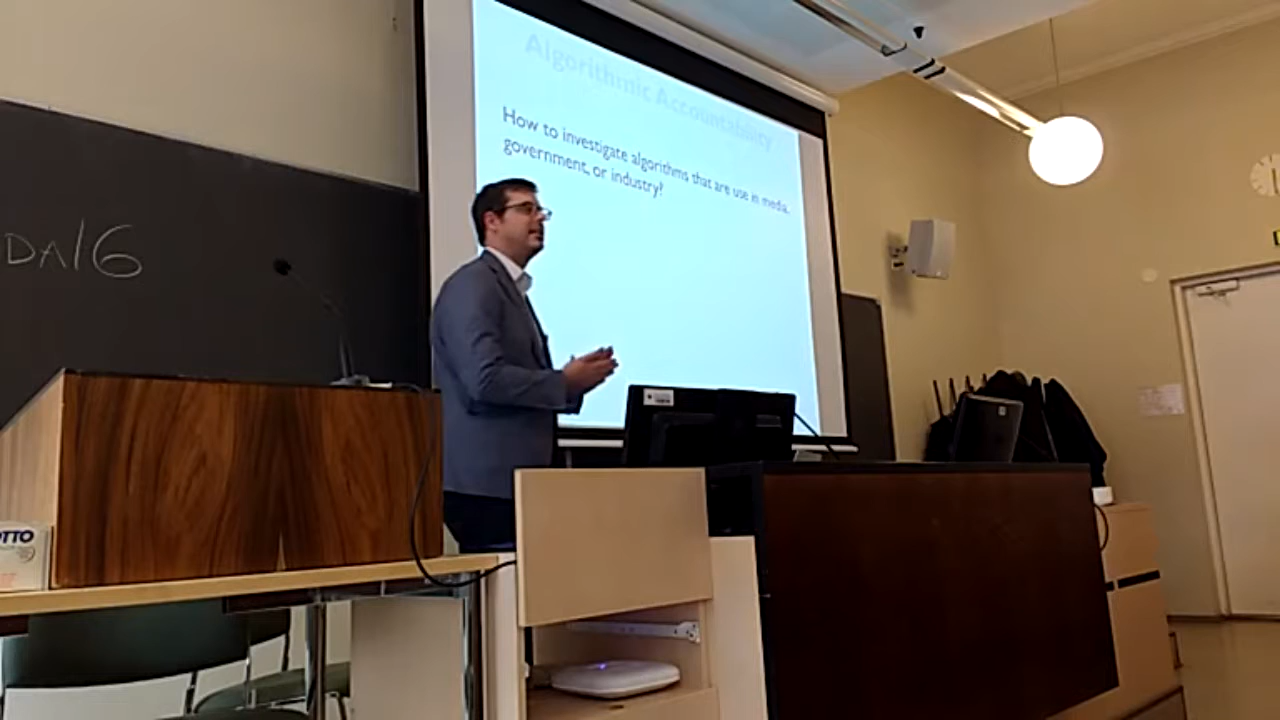 Algorithmic Accountability
How to investigate algorithms that are use in media,
government, or industry?
DA16
OTTO